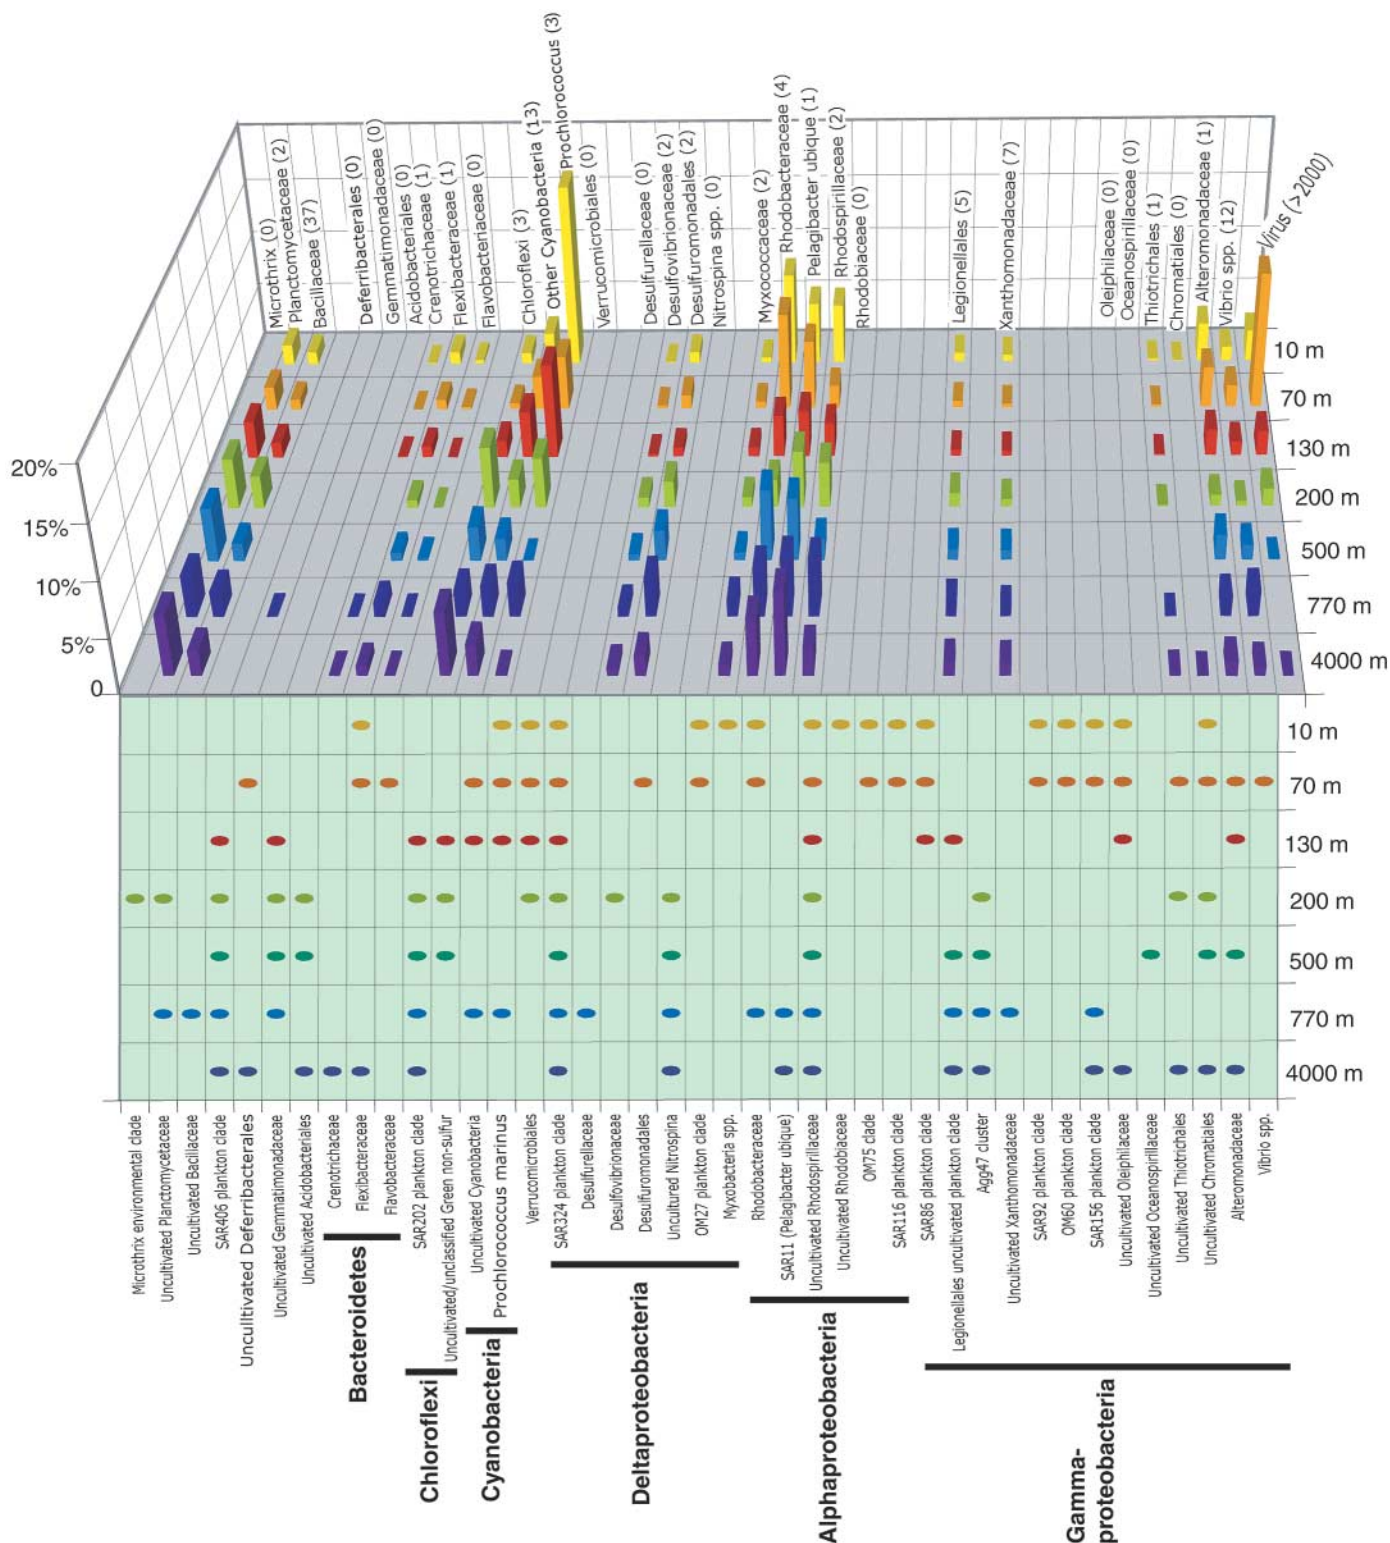 Microthrix (0)
Planctomycetaceae (2)
Bacillaceae (37)
Deferribacterales (0)
Gemmatimonadaceae (0)
Acidobacteriales (0)
Crenotrichaceae (1)
Flexibacteraceae (1)
Flavobacteriaceae (0)
Chloroflexi (3)
Other Cyanobacteria (13)
Prochlorococcus (3)
Verrucomicrobiales (0)
Desulfurellaceae (0)
Desulfovibrionaceae (2)
Desulfuromonadales (2)
Nitrospina spp. (0)
Myxococcaceae (2)
Rhodobacteraceae (4)
Pelagibacter ubique (1)
Rhodospirillaceae (2)
Rhodobiaceae (0)
Legionellales (5)
Xanthomonadaceae (7)
Oleiphilaceae (0)
Oceanospirillaceae (0)
Thiotrichales (1)
Chromatiales (0)
Alteromonadaceae (1)
Vibrio spp. (12)
Virus (>2000)
20%
15%
10%
5%
0
10 m
70 m
130 m
200 m
500 m
770 m
4000 m
10 m
70 m
130 m
200 m
500 m
770 m
4000 m
Microthrix environmental clade
Uncultivated Planctomycetaceae
Uncultivated Bacillaceae
SAR406 plankton clade
Uncultivated Deferribacterales
Uncultivated Gemmatimonadaceae
Uncultivated Acidobacteriales
Crenotrichaceae
Flexibacteraceae
Flavobacteraceae
SAR202 plankton clade
Uncultivated/unclassified Green non-sulfur
Uncultivated Cyanobacteria
Prochlorococcus marinus
Verrucomicrobiales
SAR324 plankton clade
Desulfurellaceae
Desulfovibrionaceae
Desulfuromonadales
Uncultured Nitrospina
OM27 plankton clade
Myxobacteria spp.
Rhodobacteraceae
SAR11 (Pelagibacter ubique)
Uncultivated Rhodospirillaceae
Uncultivated Rhodobiaceae
OM75 clade
SAR116 plankton clade
SAR86 plankton clade
Legionellales uncultivated plankton clade
Agg47 cluster
Uncultivated Xanthomonadaceae
SAR92 plankton clade
OM60 plankton clade
SAR156 plankton clade
Uncultivated Oleiphilaceae
Uncultivated Oceanospirillaceae
Uncultivated Thiotrichales
Uncultivated Chromatiales
Alteromonadaceae
Vibrio spp.
Bacteroidetes
Chloroflexi
Cyanobacteria
Deltaproteobacteria
Alphaproteobacteria
Gamma-
proteobacteria